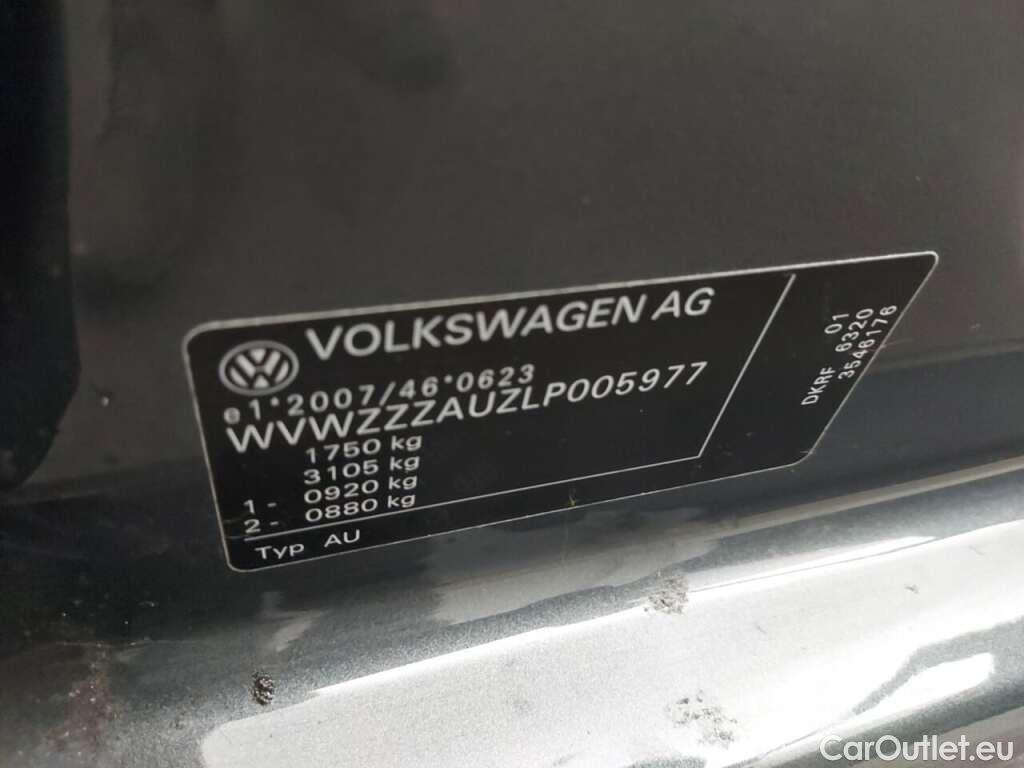 VOLKSWAGEN AG
e1*2007/46*0623
WVWZZZAUZLP005977
1750 kg
3105 kg
1- 0920 kg
2- 0880 kg
Typ AU
DKRF 01
6320
3546176
CarOutlet.eu